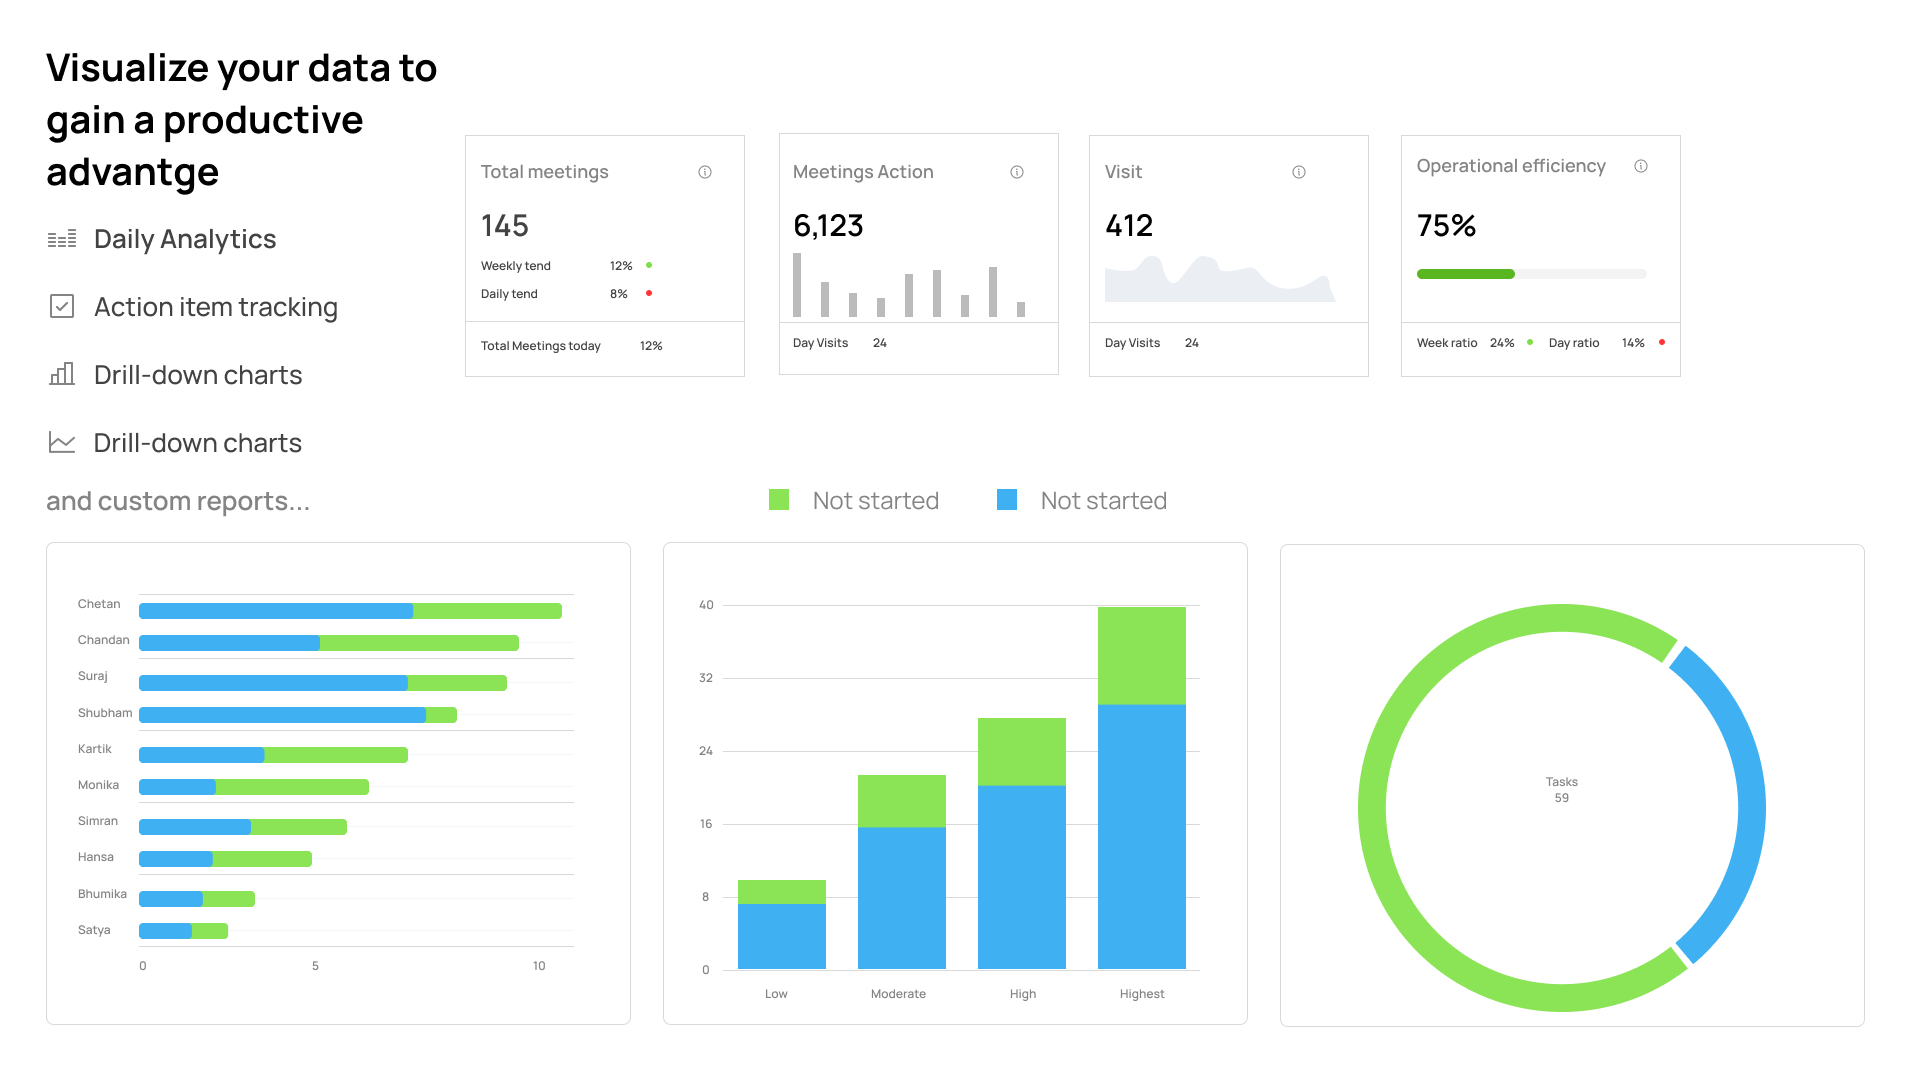 Visualize your data to
gain a productive
advantge
Daily Analytics
Action item tracking
Drill-down charts
Drill-down charts
and custom reports...
Total meetings
145
Weekly tend 12%
Daily tend 8%
Total Meetings today 12%
Meetings Action
6,123
Day Visits 24
Visit
412
Day Visits 24
Operational efficiency
75%
Week ratio 24% Day ratio 14%
Not started Not started
Chetan
Chandan
Suraj
Shubham
Kartik
Monika
Simran
Hansa
Bhumika
Satya
0 5 10
40
32
24
16
8
0
Low Moderate High Highest
Tasks
59